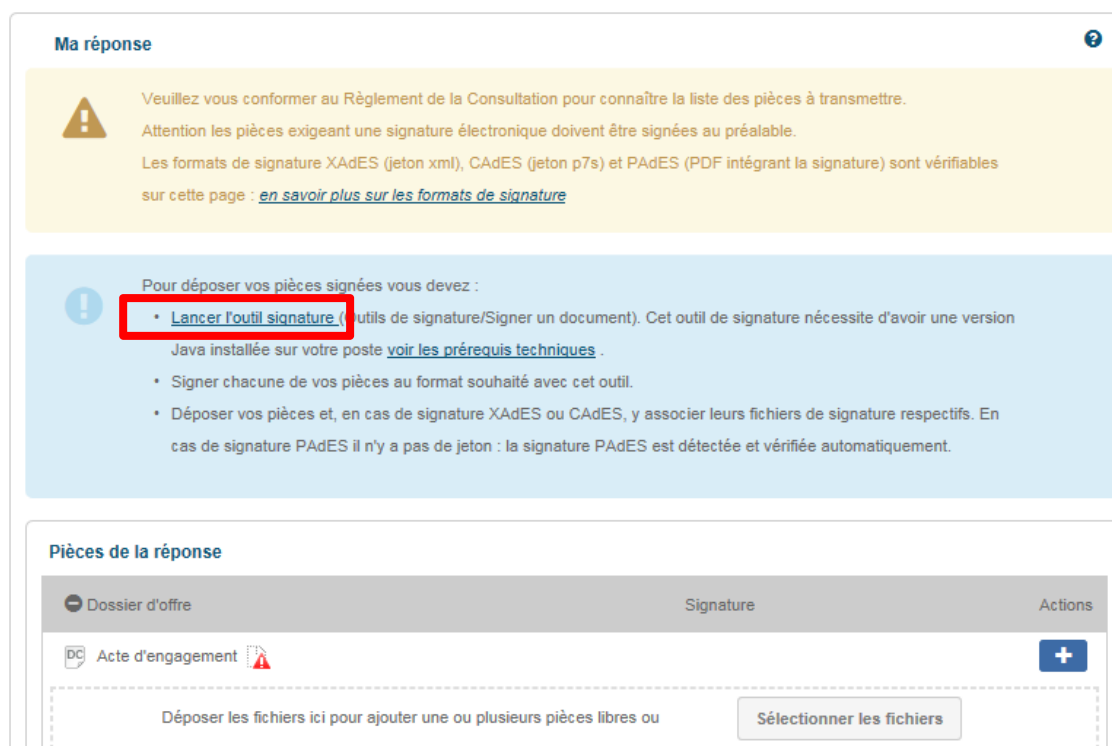 Ma réponse
Veuillez vous conformer au Règlement de la Consultation pour connaître la liste des pièces à transmettre.
Attention les pièces exigeant une signature électronique doivent être signées au préalable.
Les formats de signature XAdES (jeton xml), CAdES (jeton p7s) et PAdES (PDF intégrant la signature) sont vérifiables
sur cette page : en savoir plus sur les formats de signature
Pour déposer vos pièces signées vous devez :
• Lancer l'outil signature (Outils de signature/Signer un document). Cet outil de signature nécessite d'avoir une version
Java installée sur votre poste voir les prérequis techniques .
• Signer chacune de vos pièces au format souhaité avec cet outil.
• Déposer vos pièces et, en cas de signature XAdES ou CAdES, y associer leurs fichiers de signature respectifs. En
cas de signature PAdES il n'y a pas de jeton : la signature PAdES est détectée et vérifiée automatiquement.
Pièces de la réponse
Dossier d'offre Signature Actions
DC Acte d'engagement
Déposer les fichiers ici pour ajouter une ou plusieurs pièces libres ou Sélectionner les fichiers